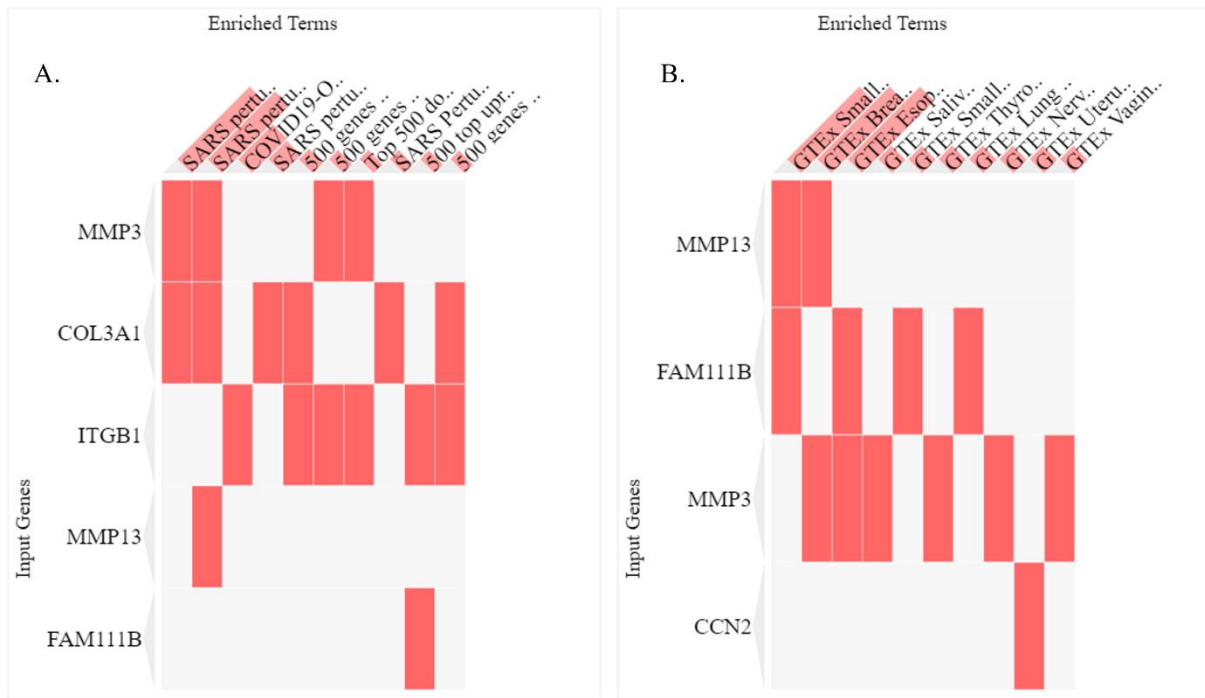 Enriched Terms
A.
SARS pertu..
SARS pertu..
COVID19-O..
SARS pertu..
500 genes ..
500 genes ..
Top 500 do..
SARS Pertu..
500 top upr..
500 genes ..
MMP3
COL3A1
ITGB1
MMP13
FAM111B
Input Genes
Enriched Terms
B.
GTEx Small..
GTEx Brea..
GTEx Esop..
GTEx Saliv..
GTEx Small..
GTEx Thyro..
GTEx Lung ..
GTEx Nerv..
GTEx Uteru..
GTEx Vagin..
MMP13
FAM111B
MMP3
CCN2
Input Genes